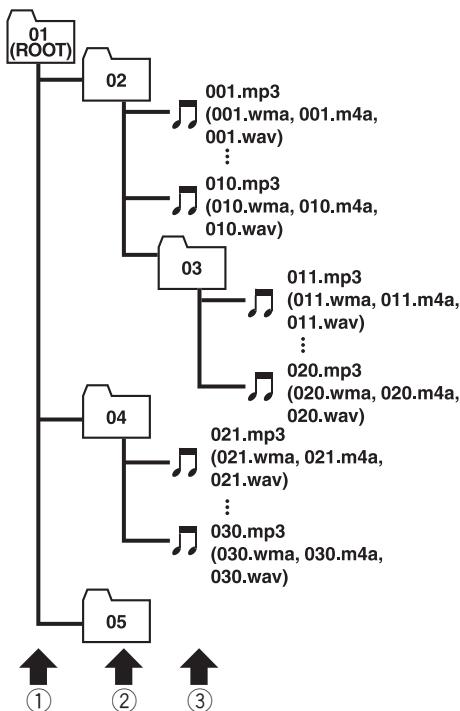 01
(ROOT)
02
001.mp3
(001.wma, 001.m4a,
001.wav)
010.mp3
(010.wma, 010.m4a,
010.wav)
03
011.mp3
(011.wma, 011.m4a,
011.wav)
020.mp3
(020.wma, 020.m4a,
020.wav)
04
021.mp3
(021.wma, 021.m4a,
021.wav)
030.mp3
(030.wma, 030.m4a,
030.wav)
05
① ② ③